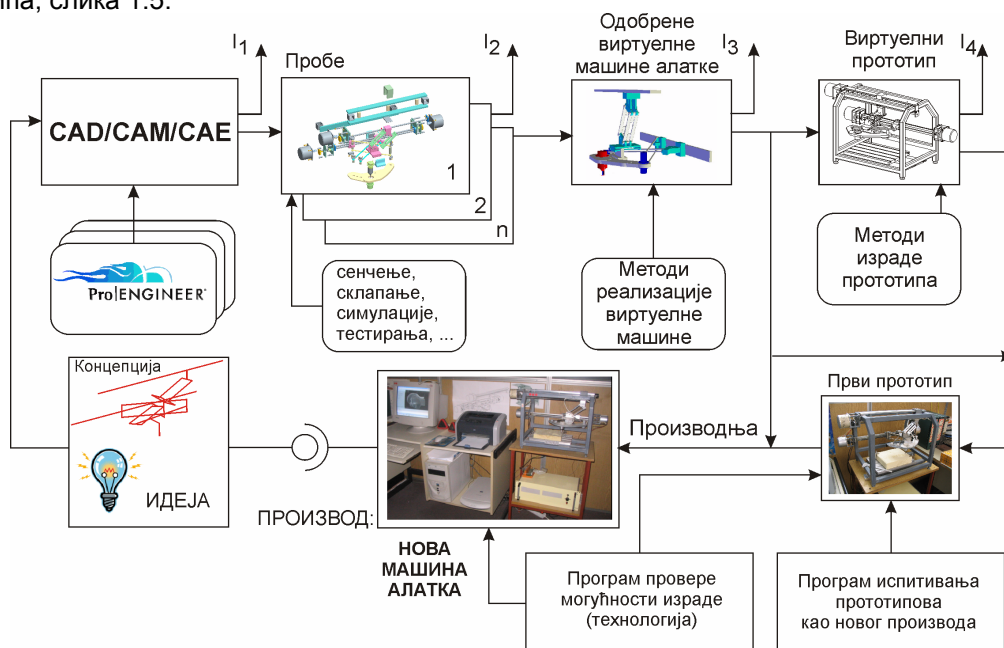 слика 1.5.
I1
I2
Одобрене
виртуелне
машине алатке
I3
Виртуелни
прототип
I4
Пробе
CAD/CAM/CAE
1
2
n
Pro|ENGINEER
сенчење,
склапање,
симулације,
тестирања, ...
Методи
реализације
виртуелне
машине
Методи
израде
прототипа
Концепција
ИДЕЈА
ПРОИЗВОД:
НОВА
МАШИНА
АЛАТКА
Производња
Први прототип
Програм провере
могућности израде
(технологија)
Програм испитивања
прототипова
као новог производа